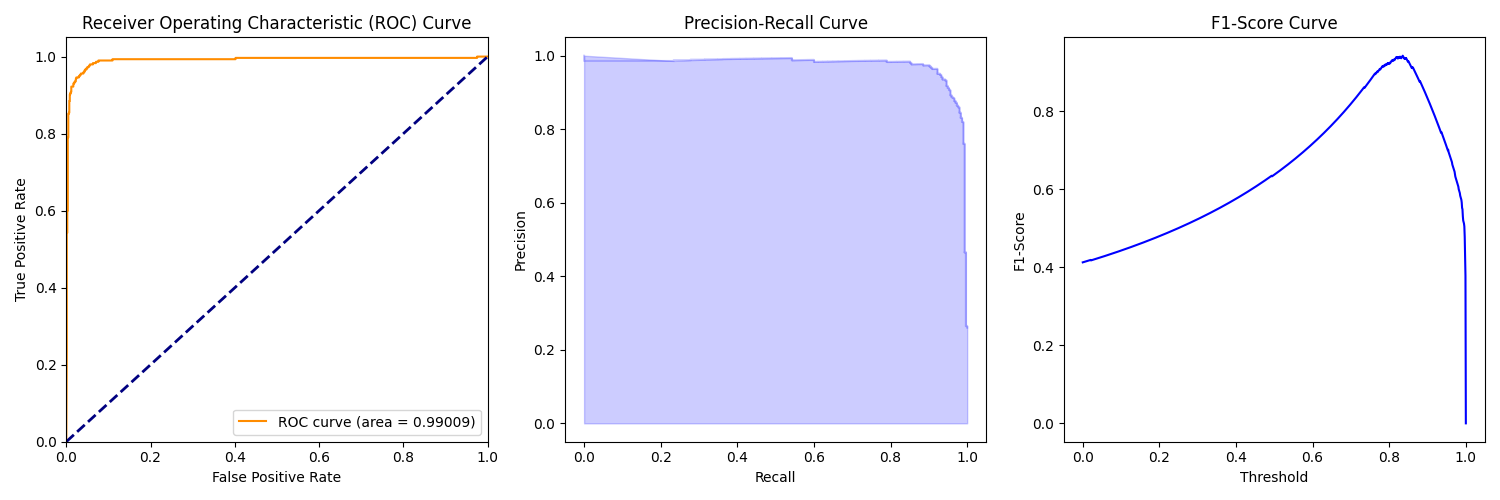 Receiver Operating Characteristic (ROC) Curve
1.0
0.8
0.6
0.4
0.2
0.0
True Positive Rate
0.0 0.2 0.4 0.6 0.8 1.0
False Positive Rate
ROC curve (area = 0.99009)
Precision-Recall Curve
1.0
0.8
0.6
0.4
0.2
0.0
Precision
0.0 0.2 0.4 0.6 0.8 1.0
Recall
F1-Score Curve
0.8
0.6
0.4
0.2
0.0
F1-Score
0.0 0.2 0.4 0.6 0.8 1.0
Threshold